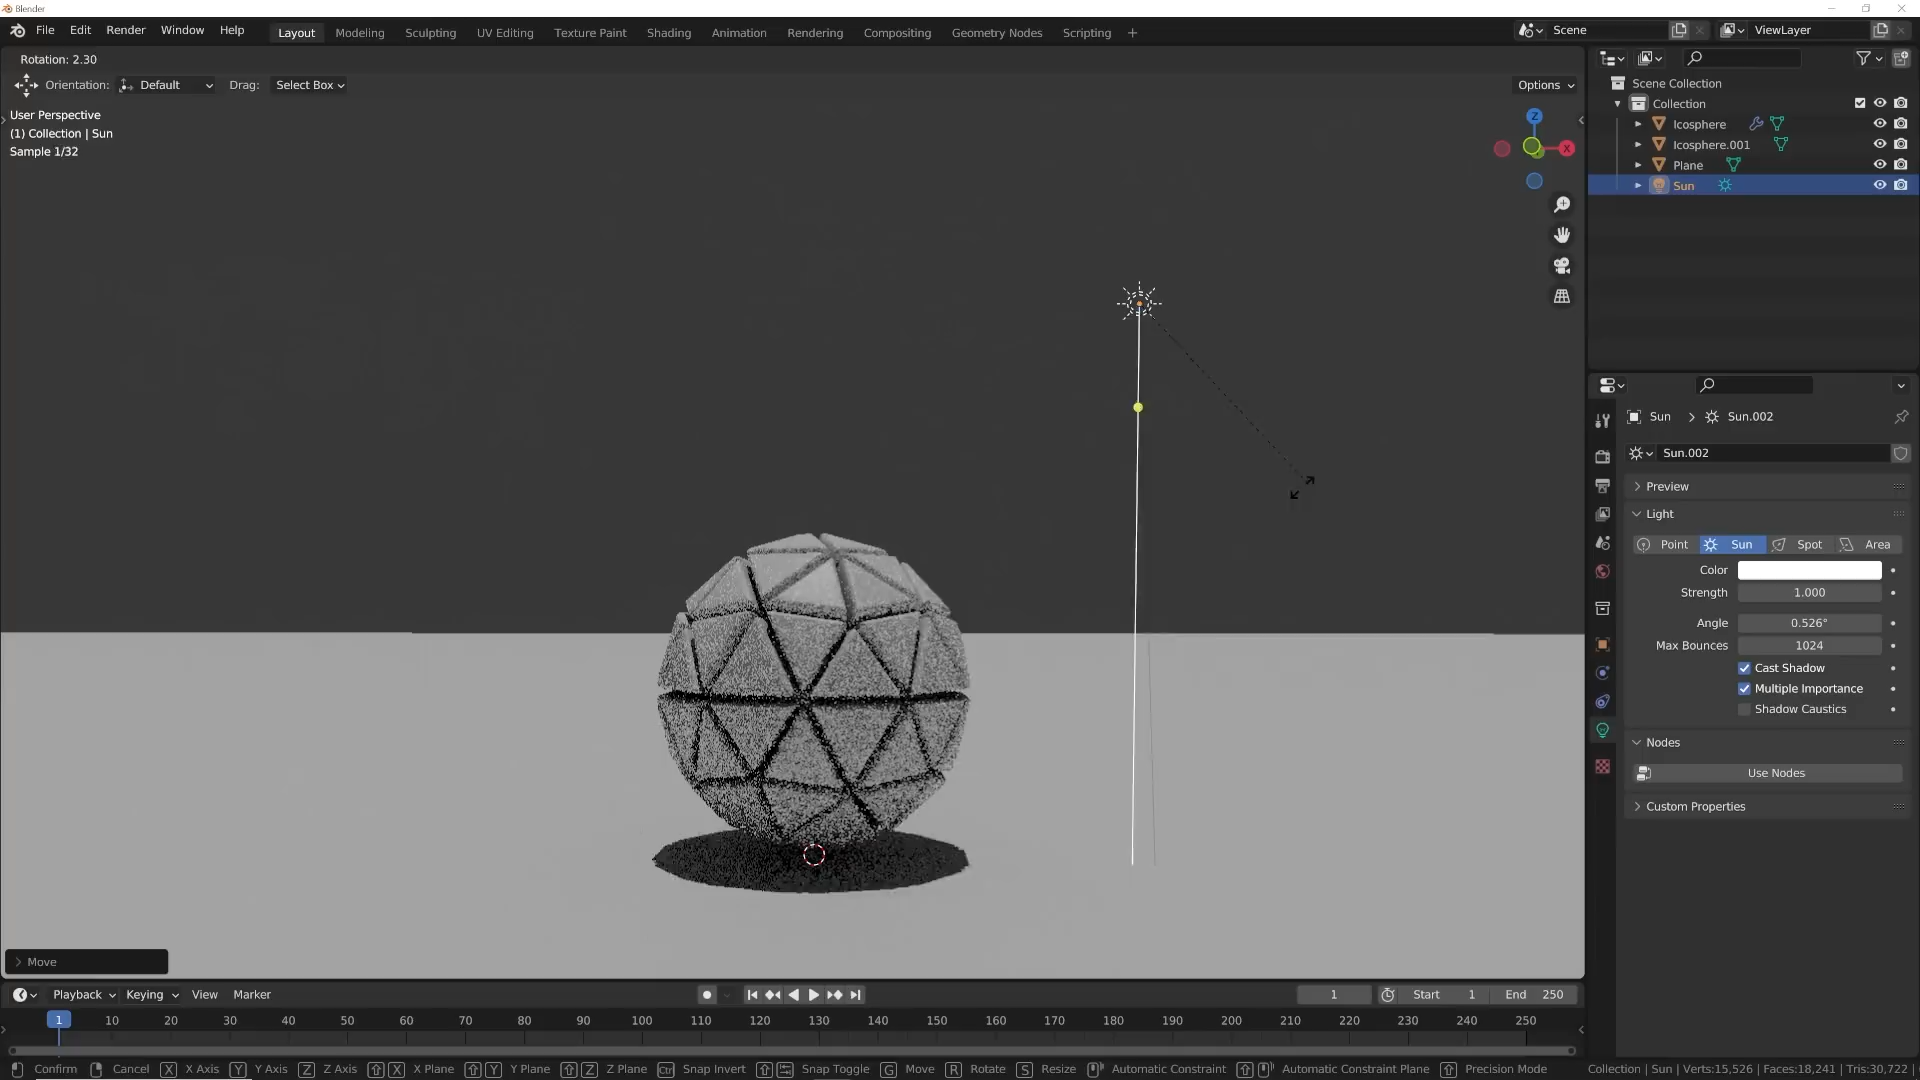 Blender
File Edit Render Window Help
Layout Modeling Sculpting UV Editing Texture Paint Shading Animation Rendering Compositing Geometry Nodes Scripting +
Scene
ViewLayer
Rotation: 2.30
Orientation: Default Drag: Select Box
Options
User Perspective
(1) Collection | Sun
Sample 1/32
Z
X
Scene Collection
Collection
Icosphere
Icosphere.001
Plane
Sun
Sun > Sun.002
Sun.002
Preview
Light
Point Sun Spot Area
Color
Strength 1.000
Angle 0.526°
Max Bounces 1024
Cast Shadow
Multiple Importance
Shadow Caustics
Nodes
Use Nodes
Custom Properties
> Move
Playback Keying View Marker
1 Start 1 End 250
1 10 20 30 40 50 60 70 80 90 100 110 120 130 140 150 160 170 180 190 200 210 220 230 240 250
Confirm Cancel X X Axis Y Y Axis Z Z Axis X X Plane Y Y Plane Z Z Plane Ctrl Snap Invert Snap Toggle G Move R Rotate S Resize Automatic Constraint Automatic Constraint Plane Precision Mode
Collection | Sun | Verts:15,526 | Faces:18,241 | Tris:30,722 |